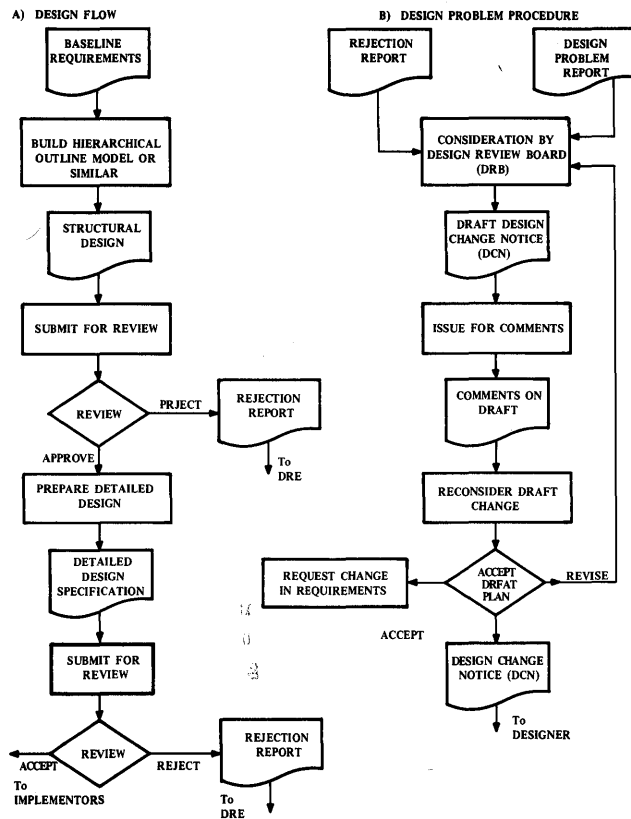 A) DESIGN FLOW
BASELINE
REQUIREMENTS
BUILD HIERARCHICAL
OUTLINE MODEL OR
SIMILAR
STRUCTURAL
DESIGN
SUBMIT FOR REVIEW
REVIEW
PRJECT
REJECTION
REPORT
To
DRE
APPROVE
PREPARE DETAILED
DESIGN
DETAILED
DESIGN
SPECIFICATION
SUBMIT FOR
REVIEW
REVIEW
ACCEPT
To
IMPLEMENTORS
REJECT
REJECTION
REPORT
To
DRE
B) DESIGN PROBLEM PROCEDURE
REJECTION
REPORT
DESIGN
PROBLEM
REPORT
CONSIDERATION BY
DESIGN REVIEW BOARD
(DRB)
DRAFT DESIGN
CHANGE NOTICE
(DCN)
ISSUE FOR COMMENTS
COMMENTS ON
DRAFT
RECONSIDER DRAFT
CHANGE
ACCEPT
DRFAT
PLAN
REVISE
REQUEST CHANGE
IN REQUIREMENTS
ACCEPT
DESIGN CHANGE
NOTICE (DCN)
To
DESIGNER